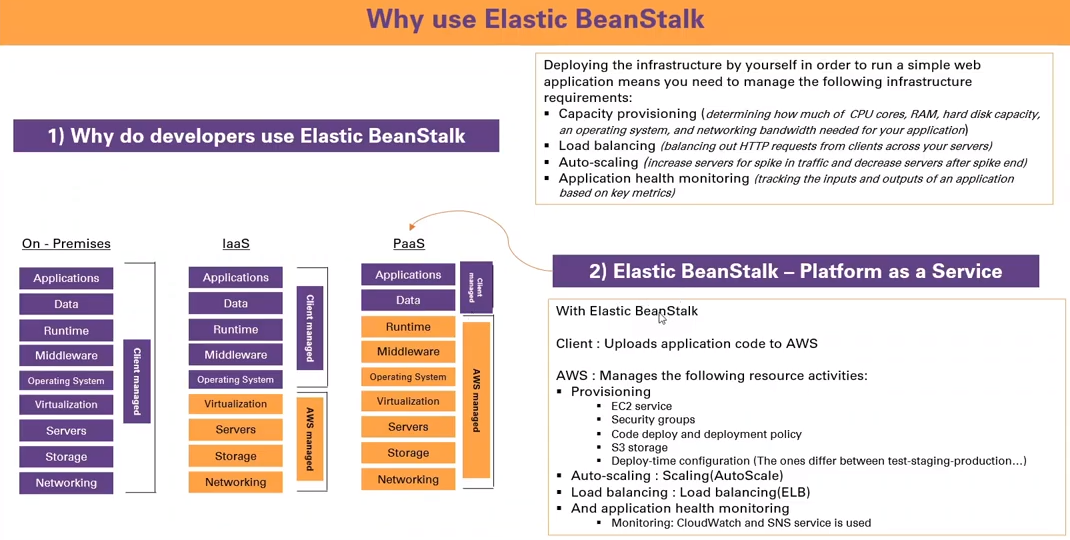 Why use Elastic BeanStalk
1) Why do developers use Elastic BeanStalk
Deploying the infrastructure by yourself in order to run a simple web
application means you need to manage the following infrastructure
requirements:
▪ Capacity provisioning (determining how much of CPU cores, RAM, hard disk capacity,
an operating system, and networking bandwidth needed for your application)
▪ Load balancing (balancing out HTTP requests from clients across your servers)
▪ Auto-scaling (increase servers for spike in traffic and decrease servers after spike end)
▪ Application health monitoring (tracking the inputs and outputs of an application
based on key metrics)
On - Premises
Applications
Data
Runtime
Middleware
Operating System
Virtualization
Servers
Storage
Networking
Client managed
IaaS
Applications
Data
Runtime
Middleware
Operating System
Virtualization
Servers
Storage
Networking
Client managed
AWS managed
PaaS
Applications
Data
Runtime
Middleware
Operating System
Virtualization
Servers
Storage
Networking
Client
managed
AWS managed
2) Elastic BeanStalk – Platform as a Service
With Elastic BeanStalk
Client : Uploads application code to AWS
AWS : Manages the following resource activities:
▪ Provisioning
▪ EC2 service
▪ Security groups
▪ Code deploy and deployment policy
▪ S3 storage
▪ Deploy-time configuration (The ones differ between test-staging-production...)
▪ Auto-scaling : Scaling(AutoScale)
▪ Load balancing : Load balancing(ELB)
▪ And application health monitoring
▪ Monitoring: CloudWatch and SNS service is used